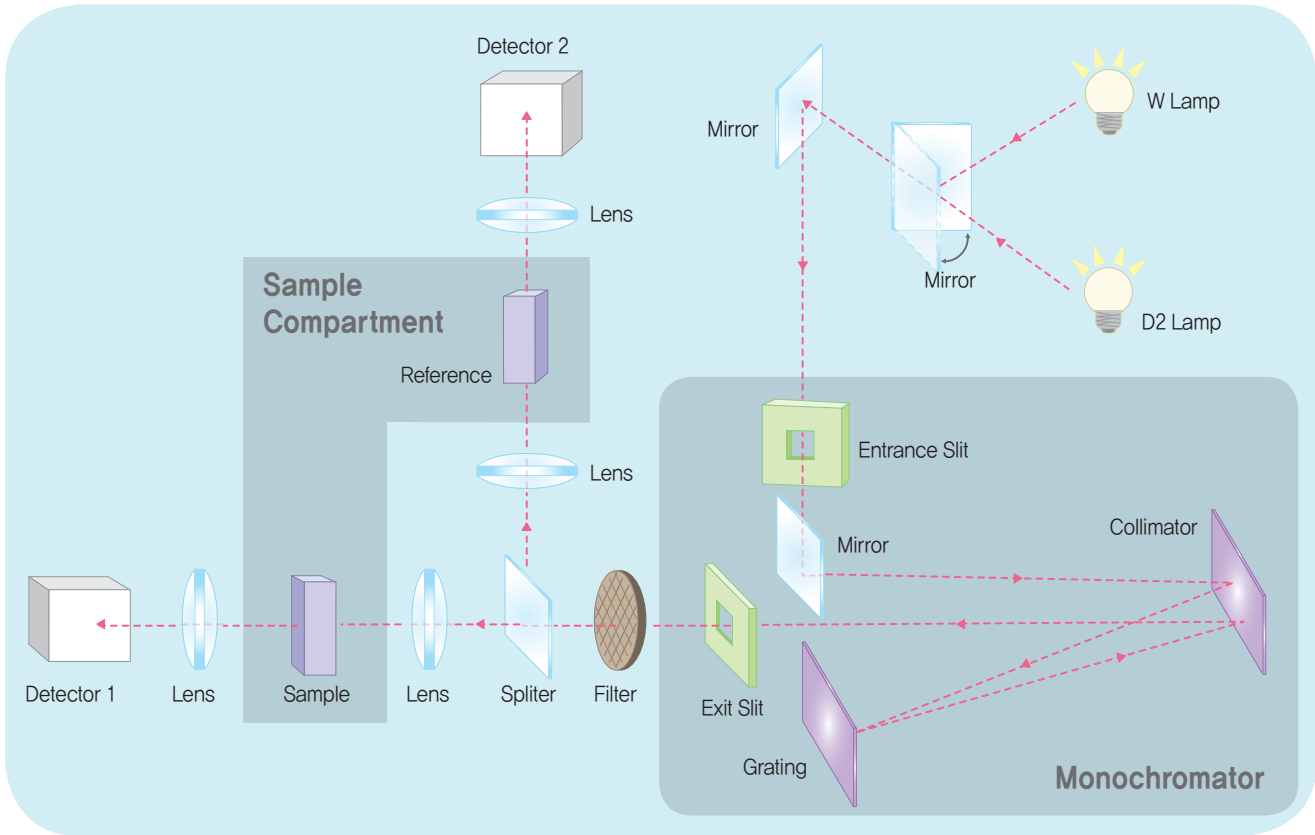 Detector 2
W Lamp
Mirror
Lens
Mirror
Sample
Compartment
D2 Lamp
Reference
Entrance Slit
Lens
Collimator
Mirror
Detector 1
Lens
Sample
Lens
Spliter
Filter
Exit Slit
Grating
Monochromator